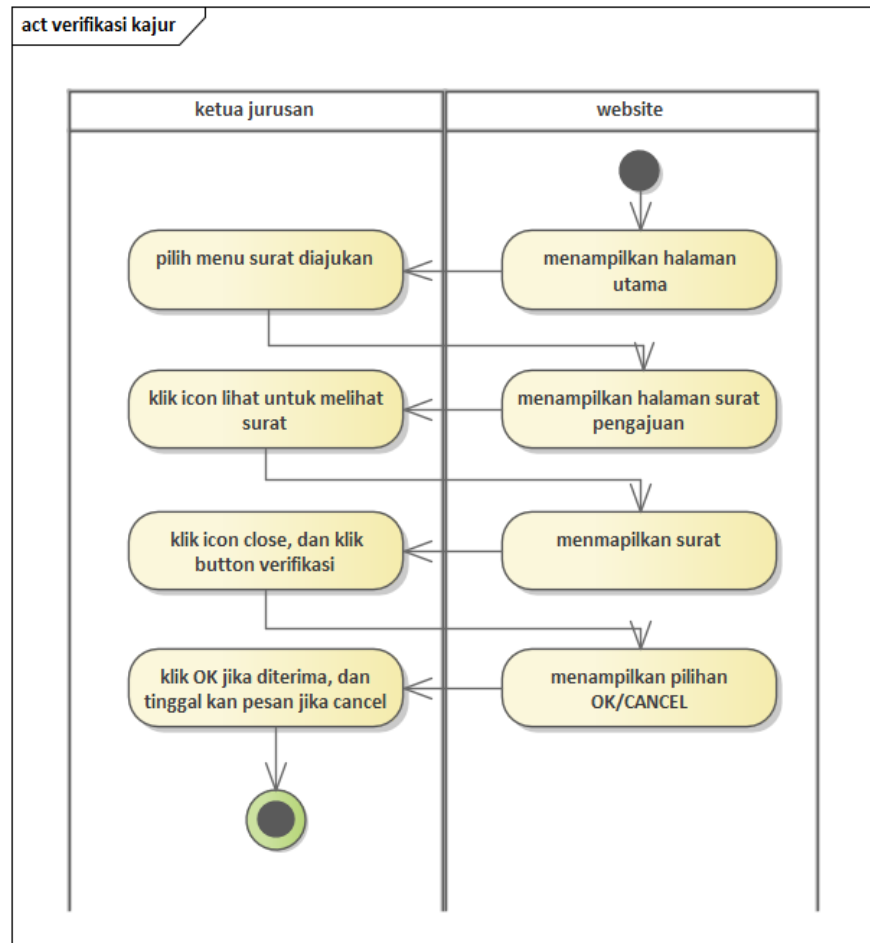 act verifikasi kajur
ketua jurusan
website
menampilkan halaman
utama
pilih menu surat diajukan
menampilkan halaman surat
pengajuan
klik icon lihat untuk melihat
surat
menmapilkan surat
klik icon close, dan klik
button verifikasi
menampilkan pilihan
OK/CANCEL
klik OK jika diterima, dan
tinggal kan pesan jika cancel